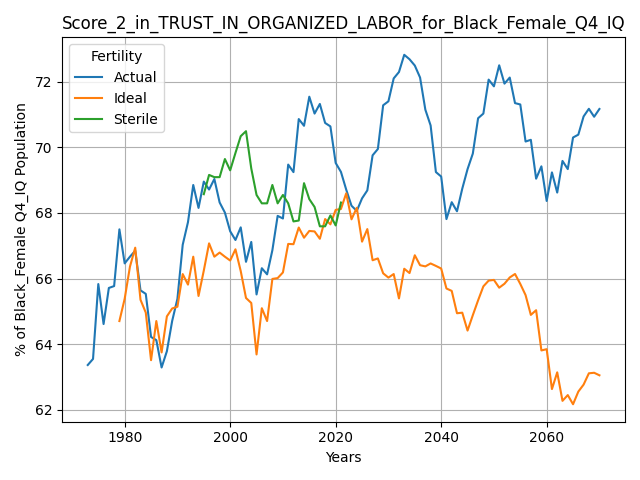 Score_2_in_TRUST_IN_ORGANIZED_LABOR_for_Black_Female_Q4_IQ
Fertility
Actual
Ideal
Sterile
% of Black_Female Q4_IQ Population
72
70
68
66
64
62
1980
2000
2020
2040
2060
Years